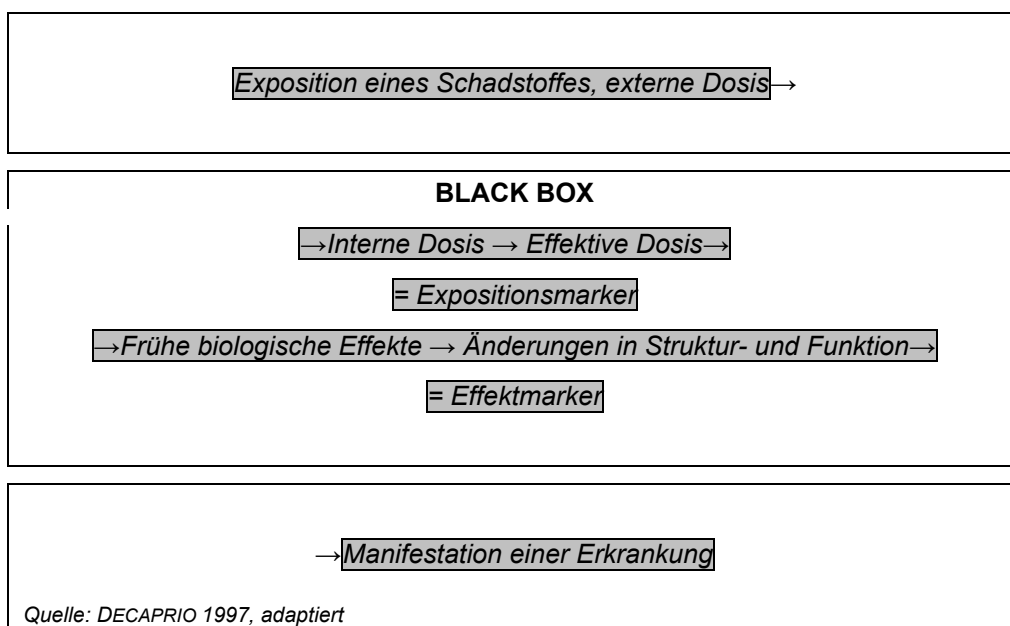 Exposition eines Schadstoffes, externe Dosis→
BLACK BOX
→Interne Dosis → Effektive Dosis→
= Expositionsmarker
→Frühe biologische Effekte → Änderungen in Struktur- und Funktion→
= Effektmarker
→Manifestation einer Erkrankung
Quelle: DECAPRIO 1997, adaptiert